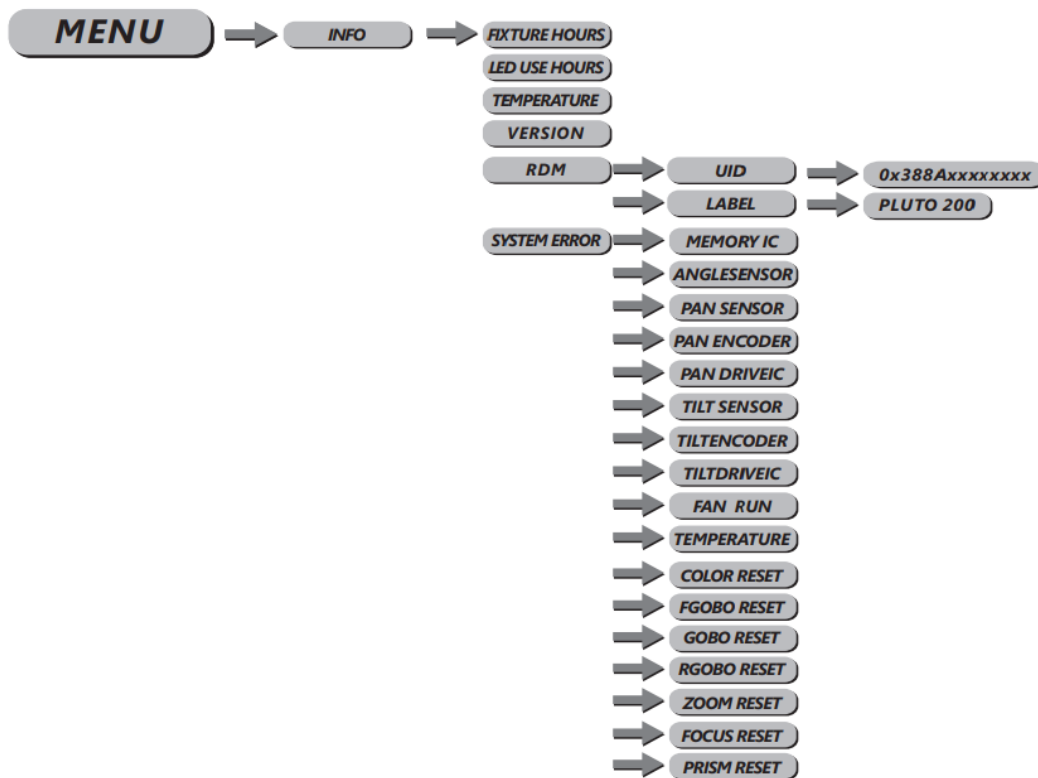 MENU
INFO
FIXTURE HOURS
LED USE HOURS
TEMPERATURE
VERSION
RDM
UID
0x388Axxxxxxxx
LABEL
PLUTO 200
SYSTEM ERROR
MEMORY IC
ANGLESENSOR
PAN SENSOR
PAN ENCODER
PAN DRIVEIC
TILT SENSOR
TILTENCODER
TILTDRIVEIC
FAN RUN
TEMPERATURE
COLOR RESET
FGOBO RESET
GOBO RESET
RGOBO RESET
ZOOM RESET
FOCUS RESET
PRISM RESET